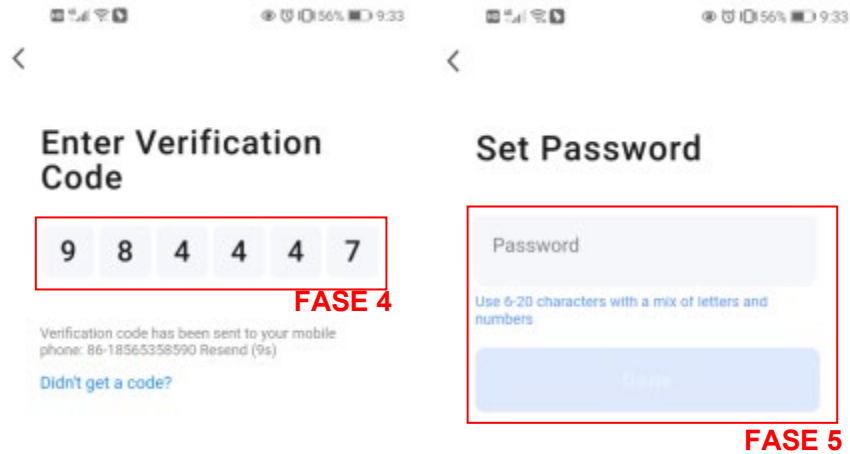 56% 9:33
Enter Verification
Code
9 8 4 4 4 7
FASE 4
Verification code has been sent to your mobile
phone: 86-18565358590 Resend (9s)
Didn't get a code?
56% 9:33
Set Password
Password
Use 6-20 characters with a mix of letters and
numbers
Done
FASE 5